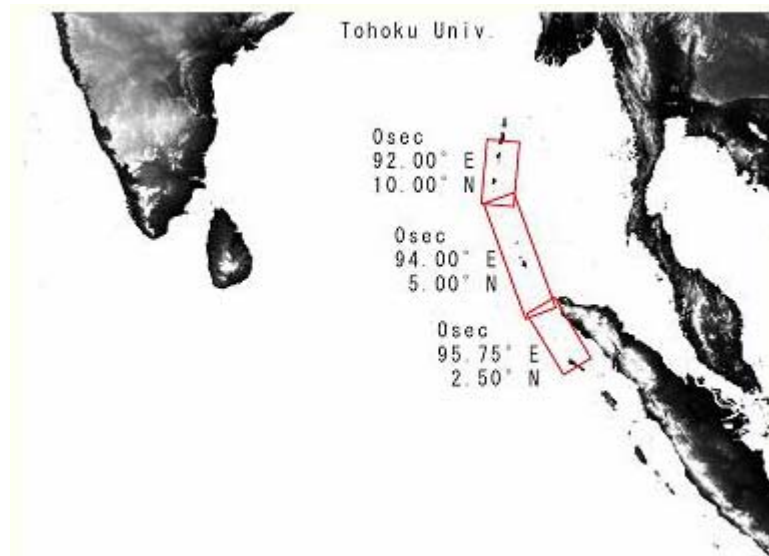 Tohoku Univ.
0sec
92.00° E
10.00° N
0sec
94.00° E
5.00° N
0sec
95.75° E
2.50° N